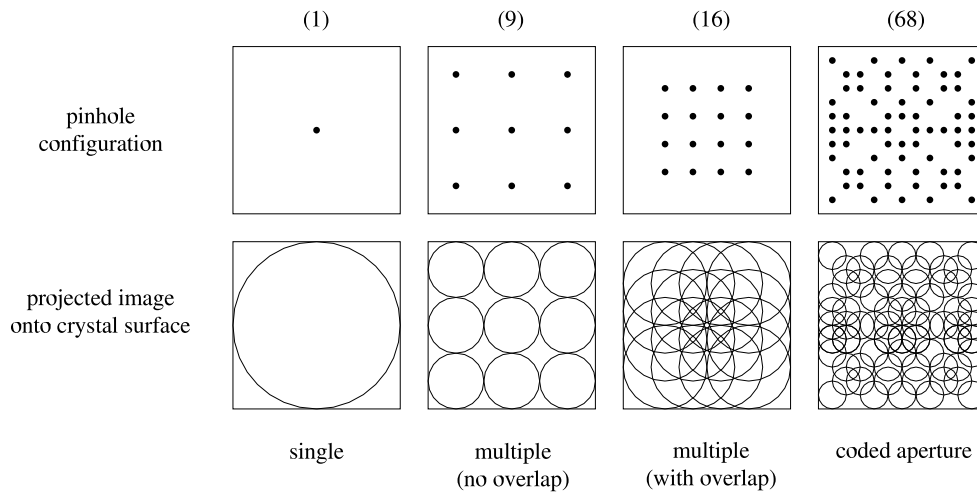 (1) (9) (16) (68)
pinhole
configuration
projected image
onto crystal surface
single
multiple
(no overlap)
multiple
(with overlap)
coded aperture